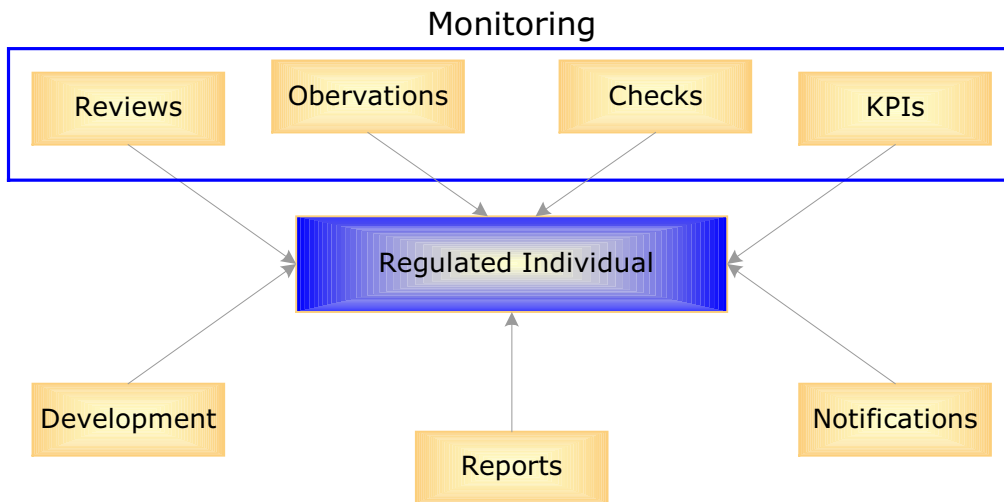 Monitoring
Reviews
Obervations
Checks
KPIs
Regulated Individual
Development
Reports
Notifications